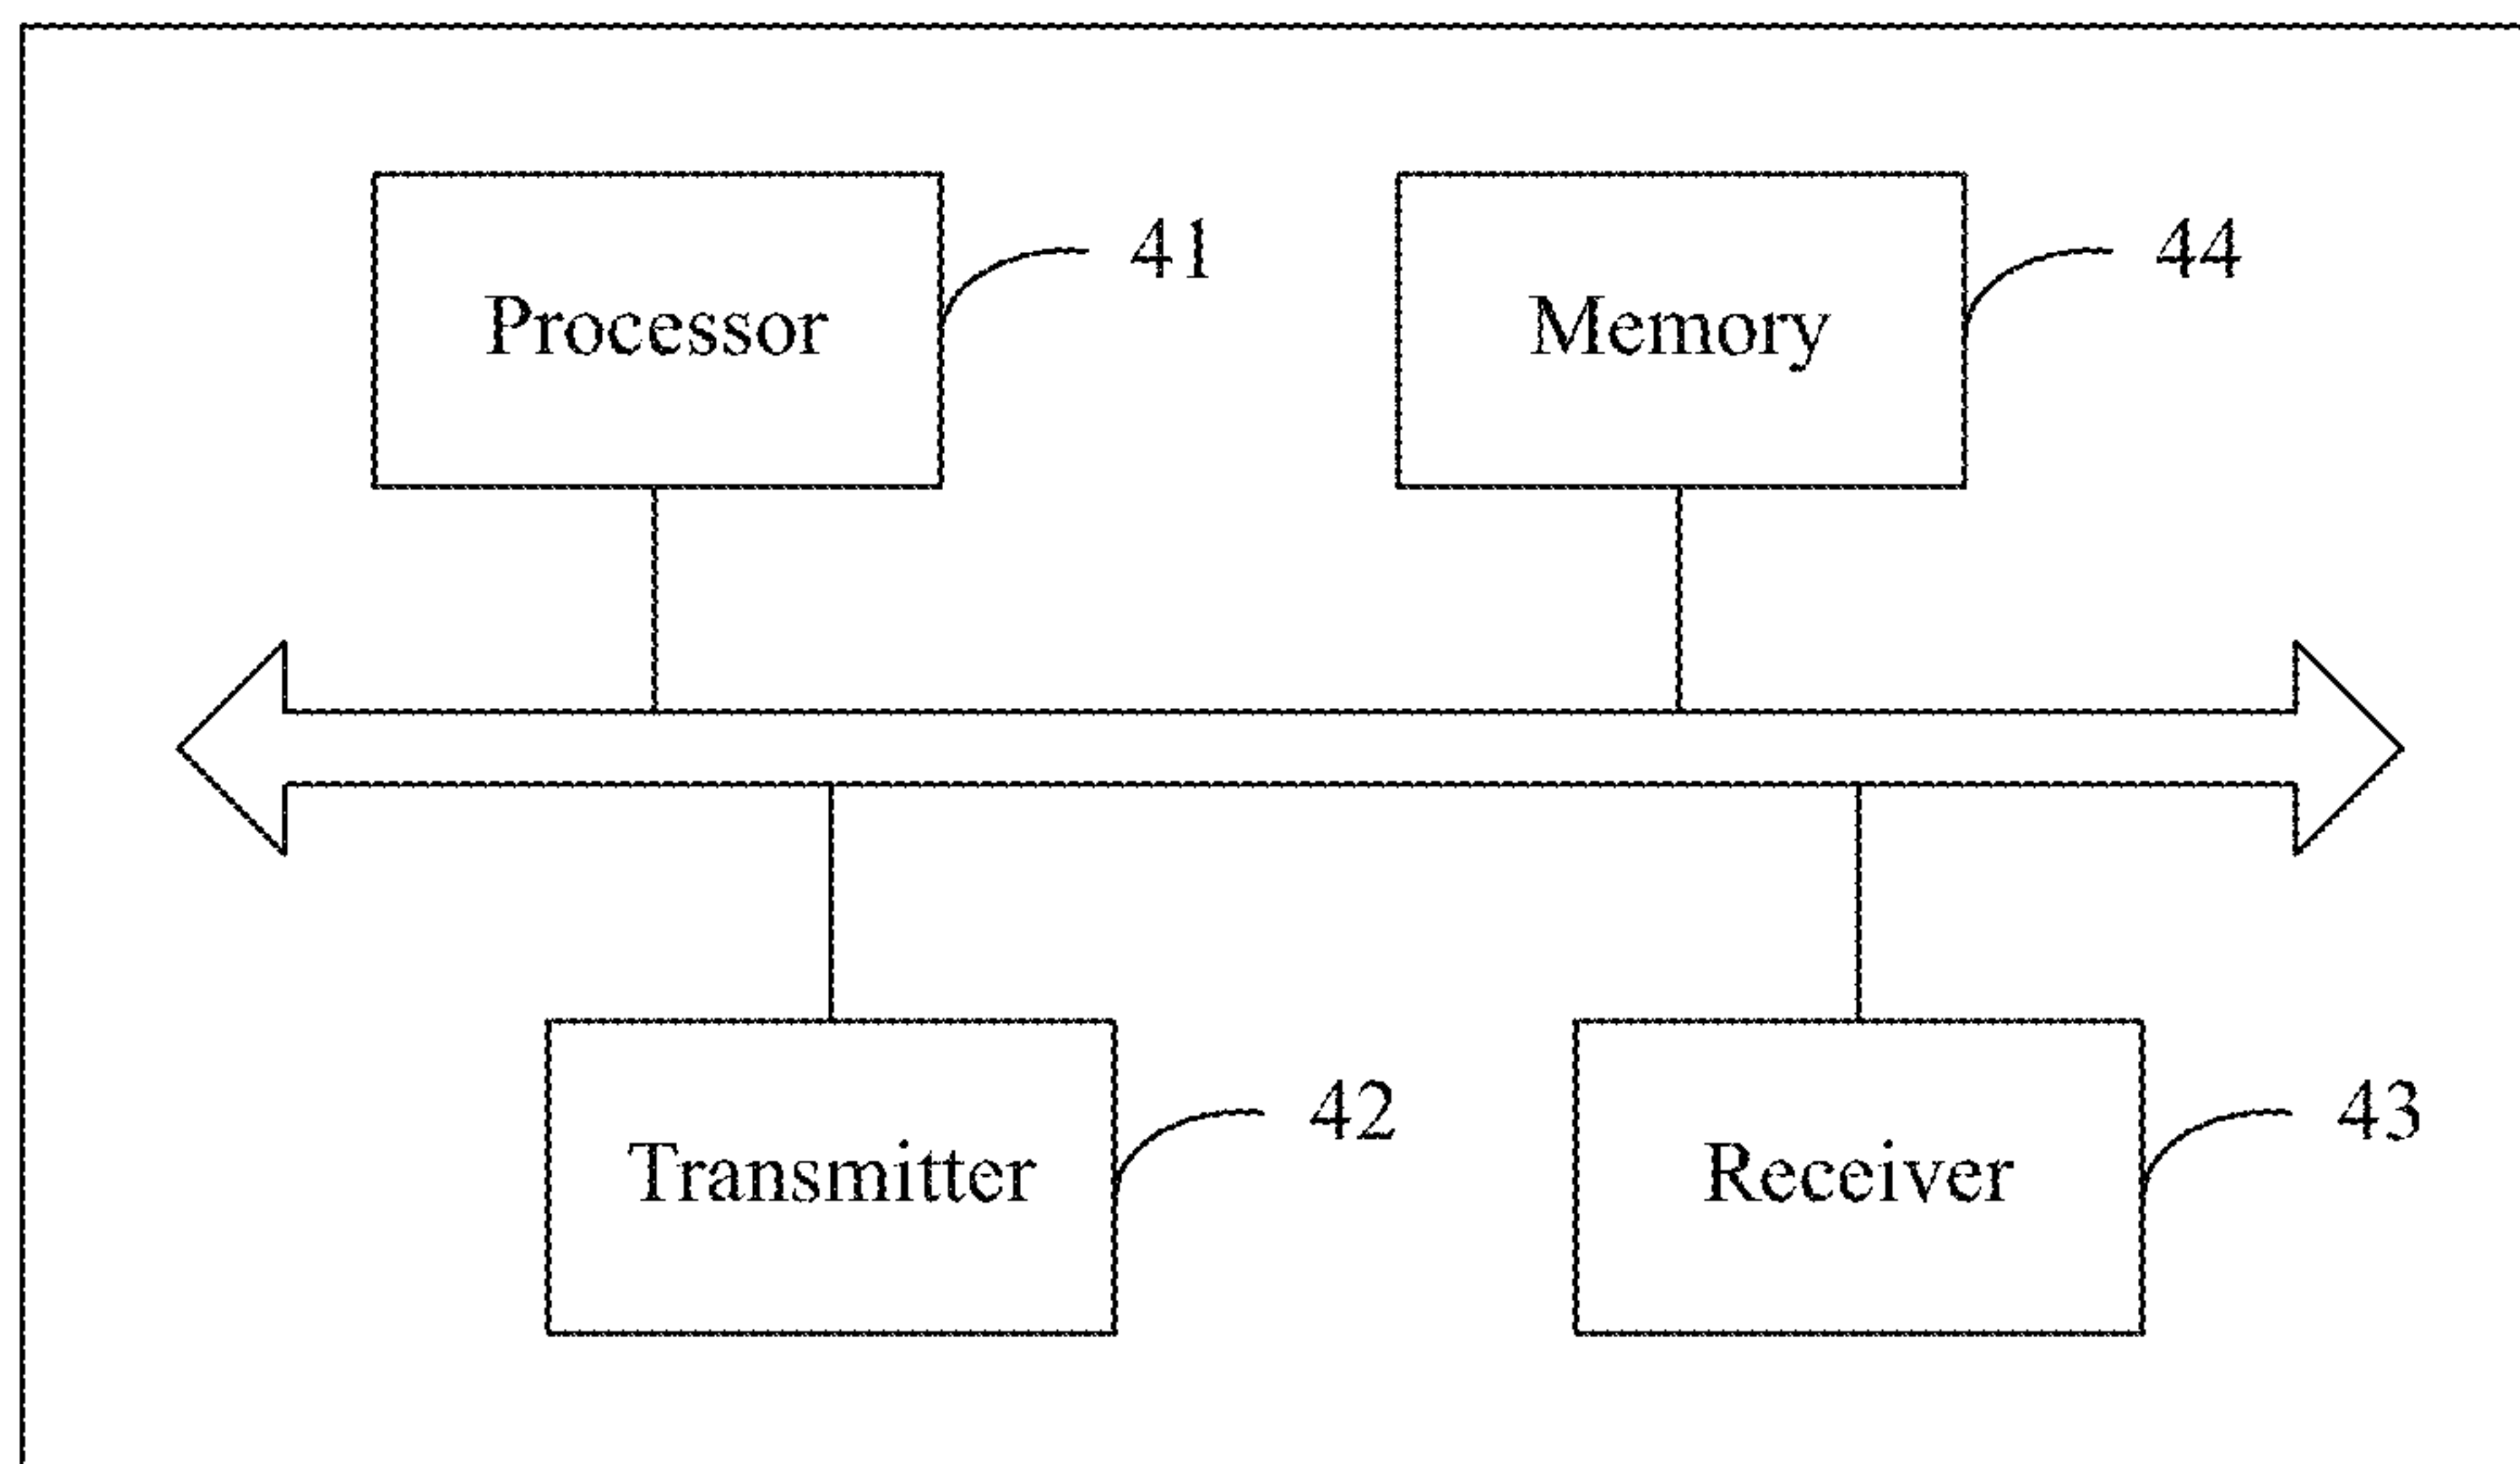 41
44
Processor
Memory
42
43
Transmitter
Receiver